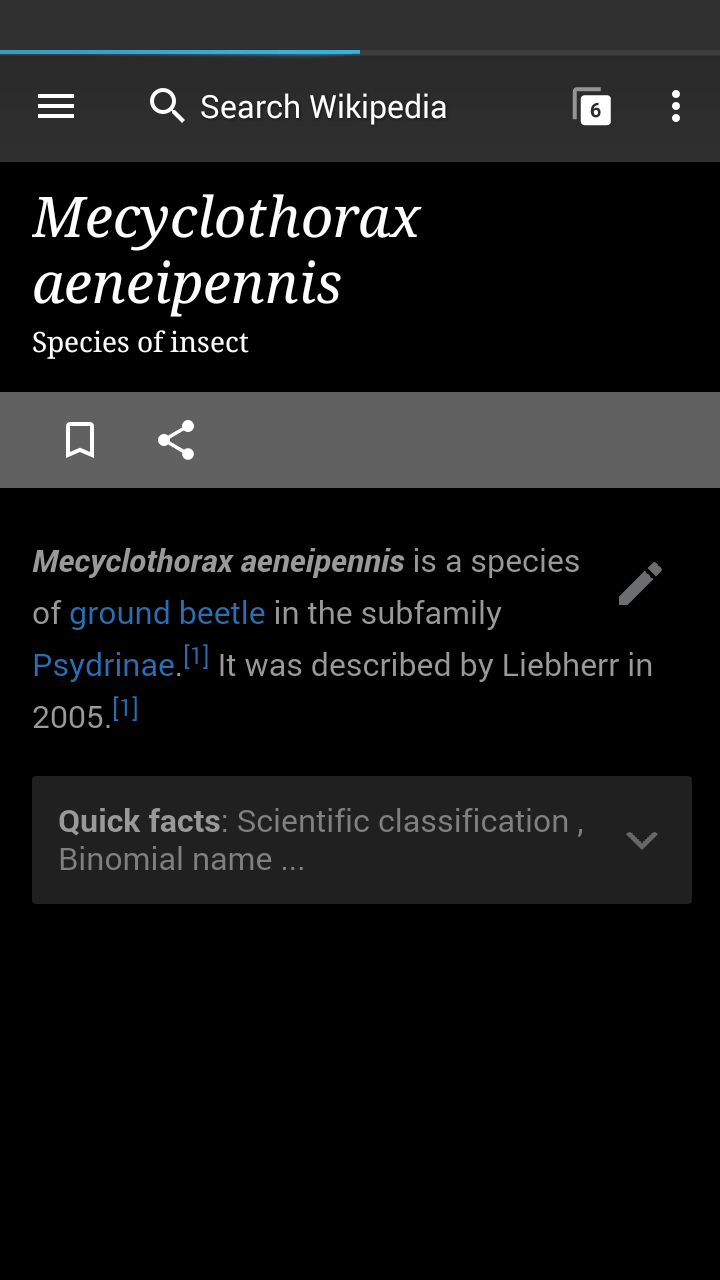 Search Wikipedia
6
Mecyclothorax
aeneipennis
Species of insect
Mecyclothorax aeneipennis is a species
of ground beetle in the subfamily
Psydrinae.[1] It was described by Liebherr in
2005.[1]
Quick facts: Scientific classification ,
Binomial name ...